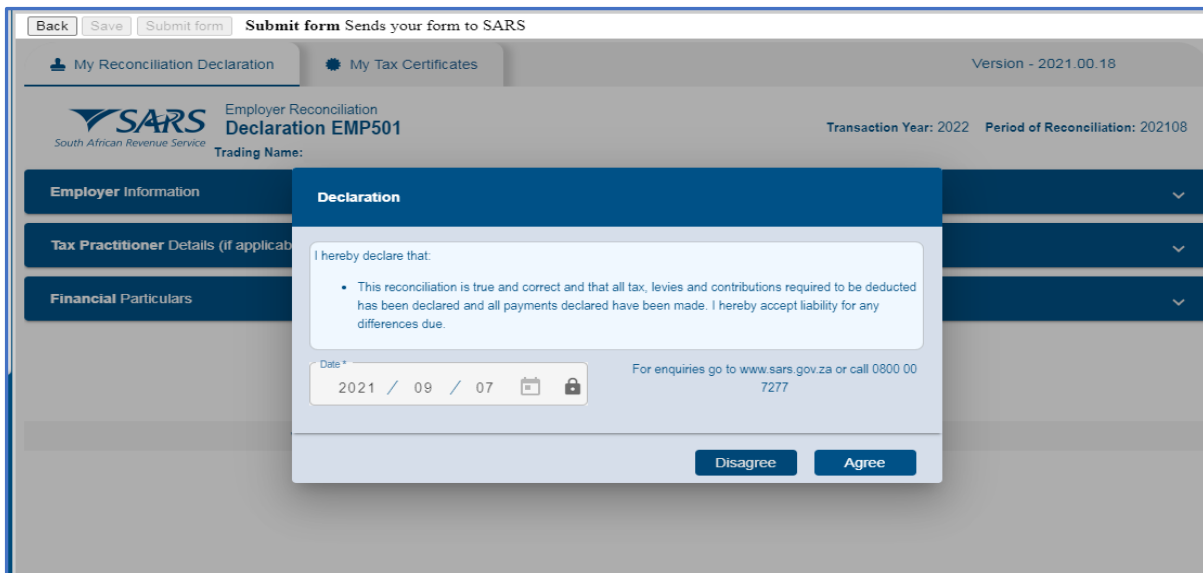 Back Save Submit form Submit form Sends your form to SARS
My Reconciliation Declaration My Tax Certificates Version - 2021.00.18
SARS
South African Revenue Service
Employer Reconciliation
Declaration EMP501
Trading Name:
Transaction Year: 2022 Period of Reconciliation: 202108
Employer Information
Tax Practitioner Details (if applicab
Financial Particulars
Declaration
I hereby declare that:
• This reconciliation is true and correct and that all tax, levies and contributions required to be deducted
has been declared and all payments declared have been made. I hereby accept liability for any
differences due.
Date *
2021 / 09 / 07
For enquiries go to www.sars.gov.za or call 0800 00
7277
Disagree Agree